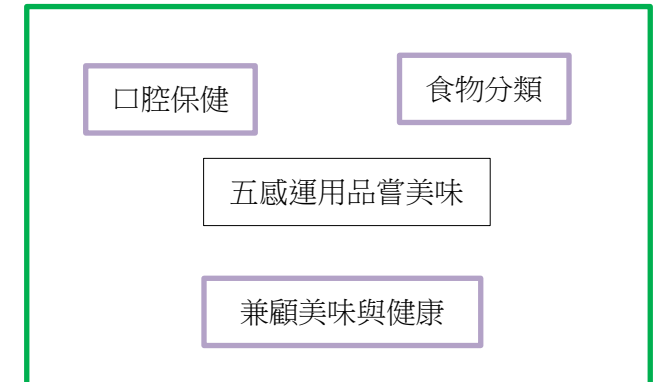 口腔保健
食物分類
五感運用品嘗美味
兼顧美味與健康